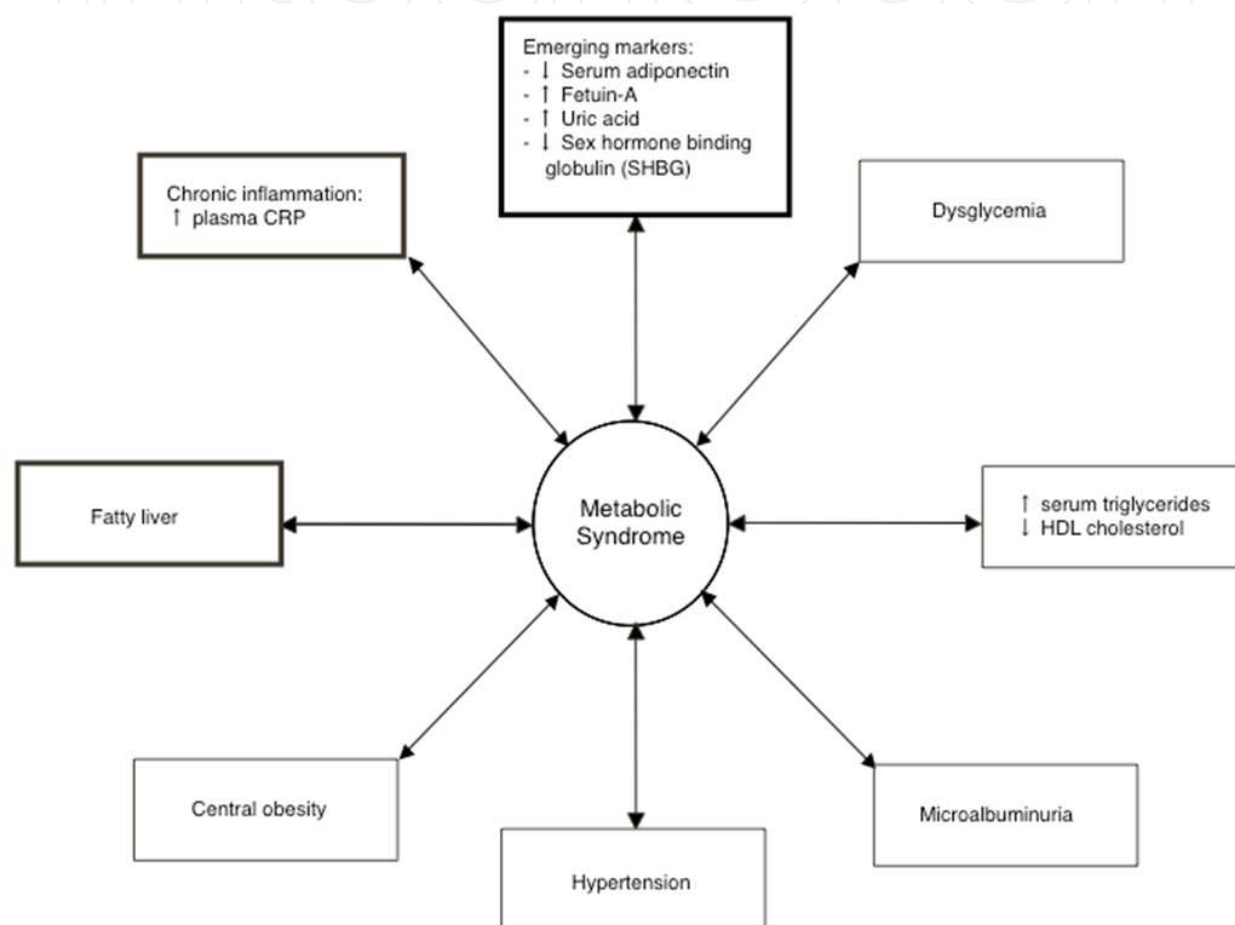 Emerging markers:
- ↓ Serum adiponectin
- ↑ Fetuin-A
- ↑ Uric acid
- ↓ Sex hormone binding
globulin (SHBG)
Chronic inflammation:
↑ plasma CRP
Dysglycemia
Fatty liver
Metabolic
Syndrome
↑ serum triglycerides
↓ HDL cholesterol
Central obesity
Microalbuminuria
Hypertension